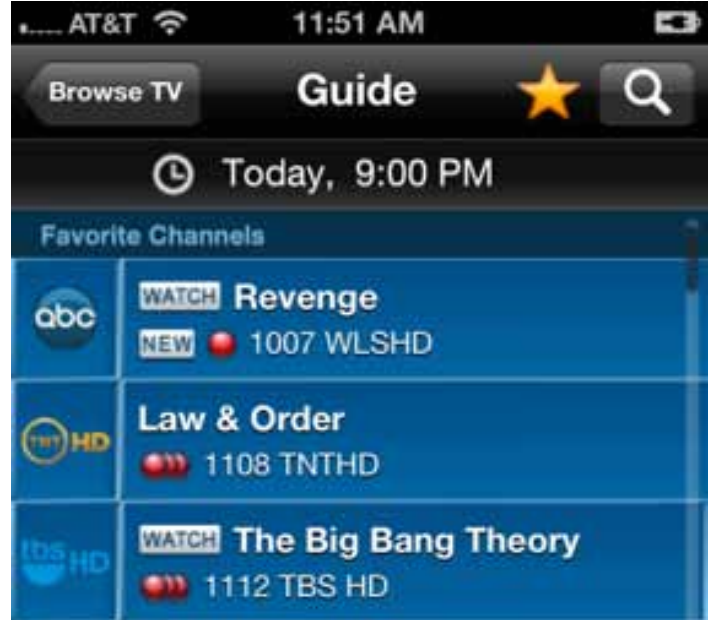 AT&T 11:51 AM
Browse TV Guide
Today, 9:00 PM
Favorite Channels
abc WATCH Revenge
NEW 1007 WLSHD
Law & Order
TNT HD 1108 TNTHD
WATCH The Big Bang Theory
tbs HD 1112 TBS HD